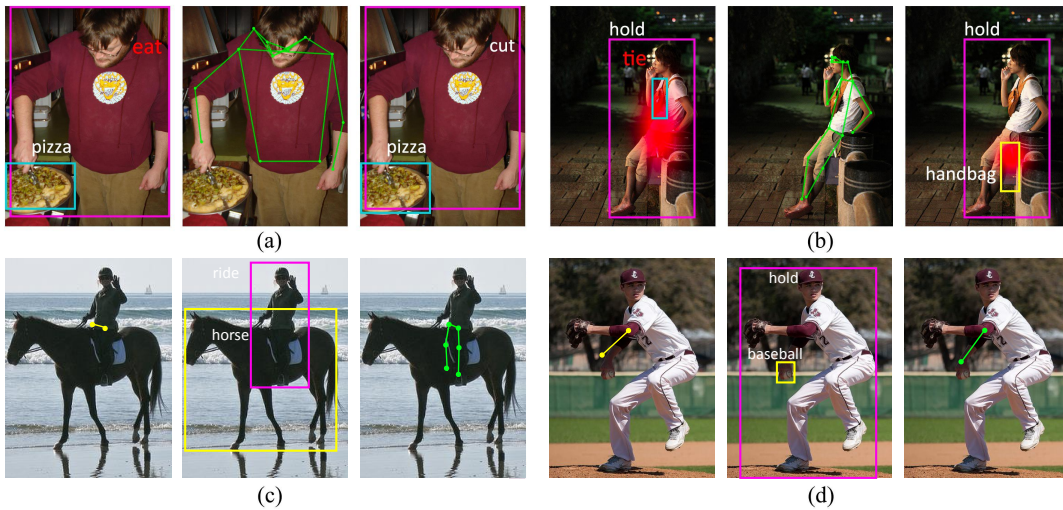 eat
pizza
cut
pizza
(a)
hold
tie
hold
handbag
(b)
ride
horse
(c)
hold
baseball
(d)